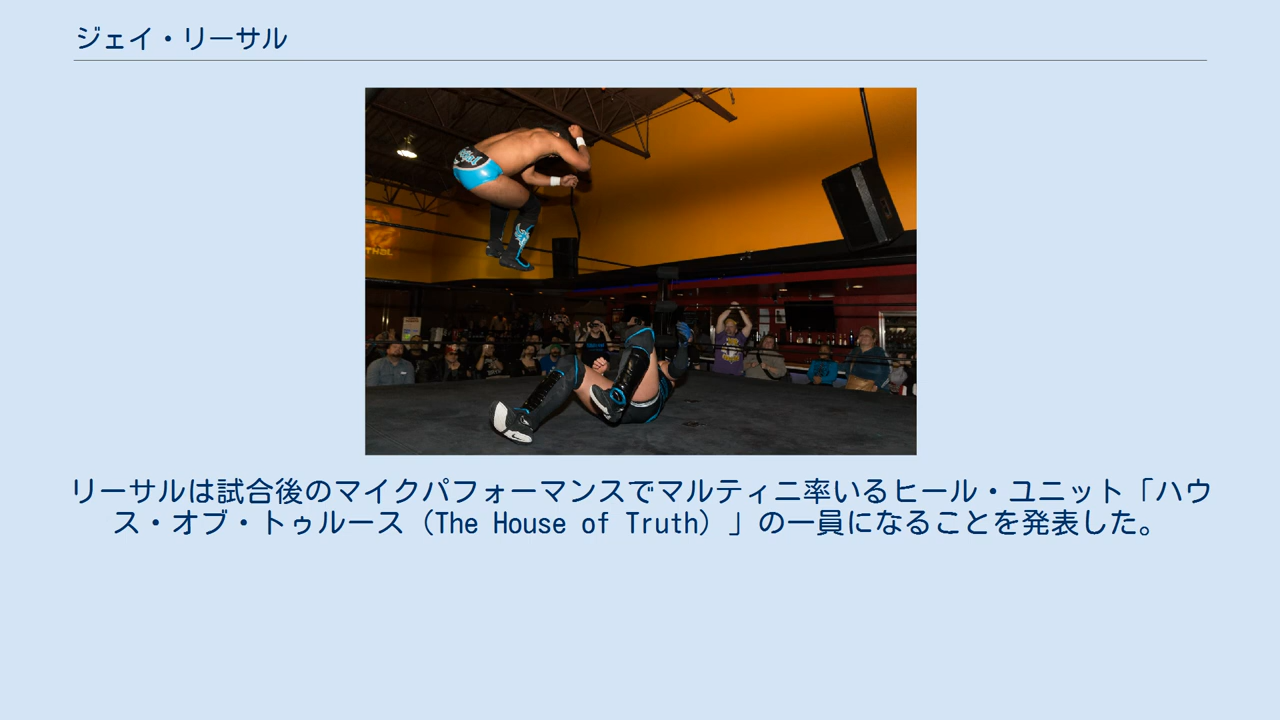 ジェイ・リーサル
リーサルは試合後のマイクパフォーマンスでマルティニ率いるヒール・ユニット「ハウ
ス・オブ・トゥルース（The House of Truth）」の一員になることを発表した。